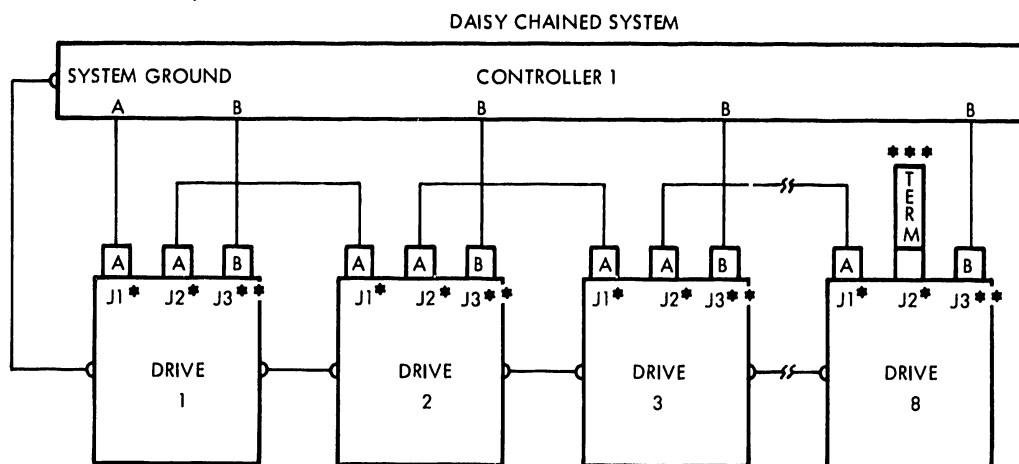 DAISY CHAINED SYSTEM
SYSTEM GROUND CONTROLLER 1
A B B B B
***
TERM
A A B A A B A A B A B
J1* J2* J3** J1* J2* J3** J1* J2* J3** J1* J2* J3**
DRIVE DRIVE DRIVE DRIVE
1 2 3 8